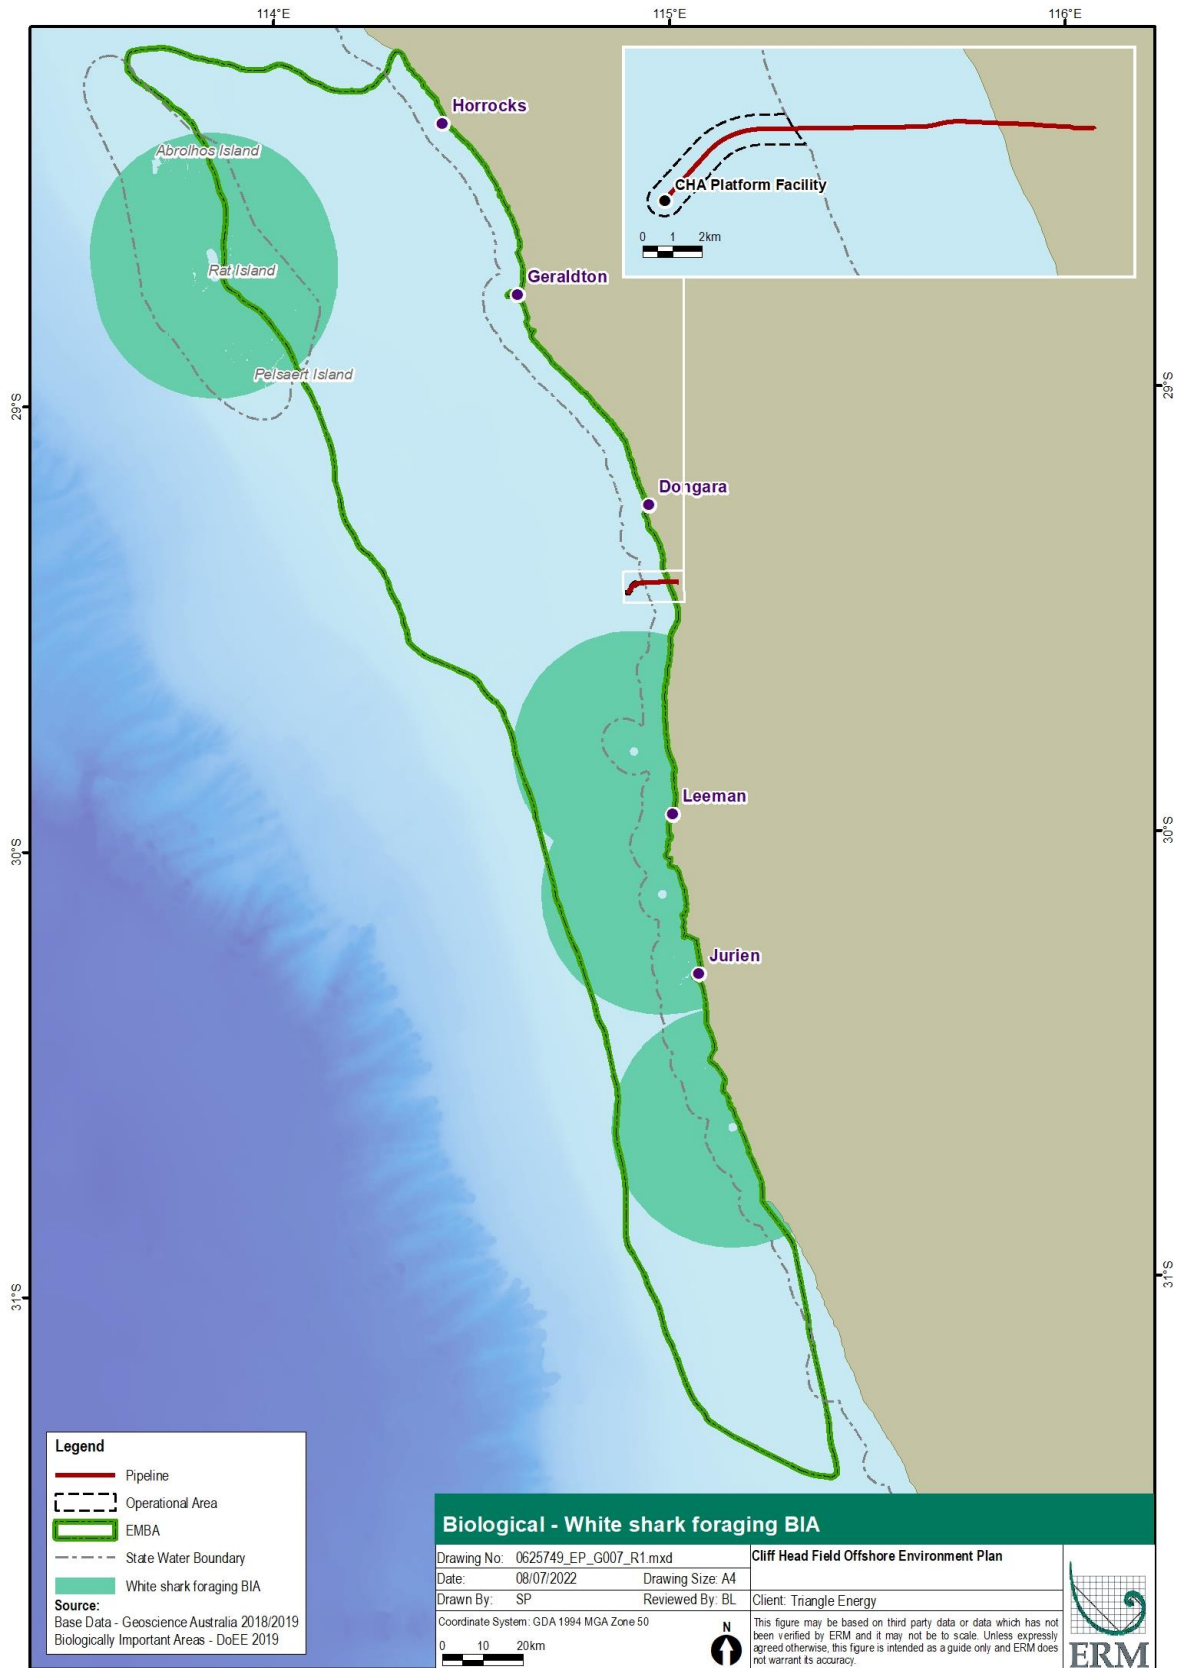 114°E
115°E
116°E
Horrocks
Abrolhos Island
CHA Platform Facility
0 1 2km
Rat Island
Geraldton
Pelsaert Island
29°S
29°S
Dongara
Leeman
30°S
30°S
Jurien
31°S
31°S
Legend
Pipeline
Operational Area
EMBA
State Water Boundary
White shark foraging BIA
Source:
Base Data - Geoscience Australia 2018/2019
Biologically Important Areas - DoEE 2019
Biological - White shark foraging BIA
Drawing No: 0625749_EP_G007_R1.mxd
Date: 08/07/2022 Drawing Size: A4
Drawn By: SP Reviewed By: BL
Coordinate System: GDA 1994 MGA Zone 50
0 10 20km
N
Cliff Head Field Offshore Environment Plan
Client: Triangle Energy
This figure may be based on third party data or data which has not
been verified by ERM and it may not be to scale. Unless expressly
agreed otherwise, this figure is intended as a guide only and ERM does
not warrant its accuracy.
ERM